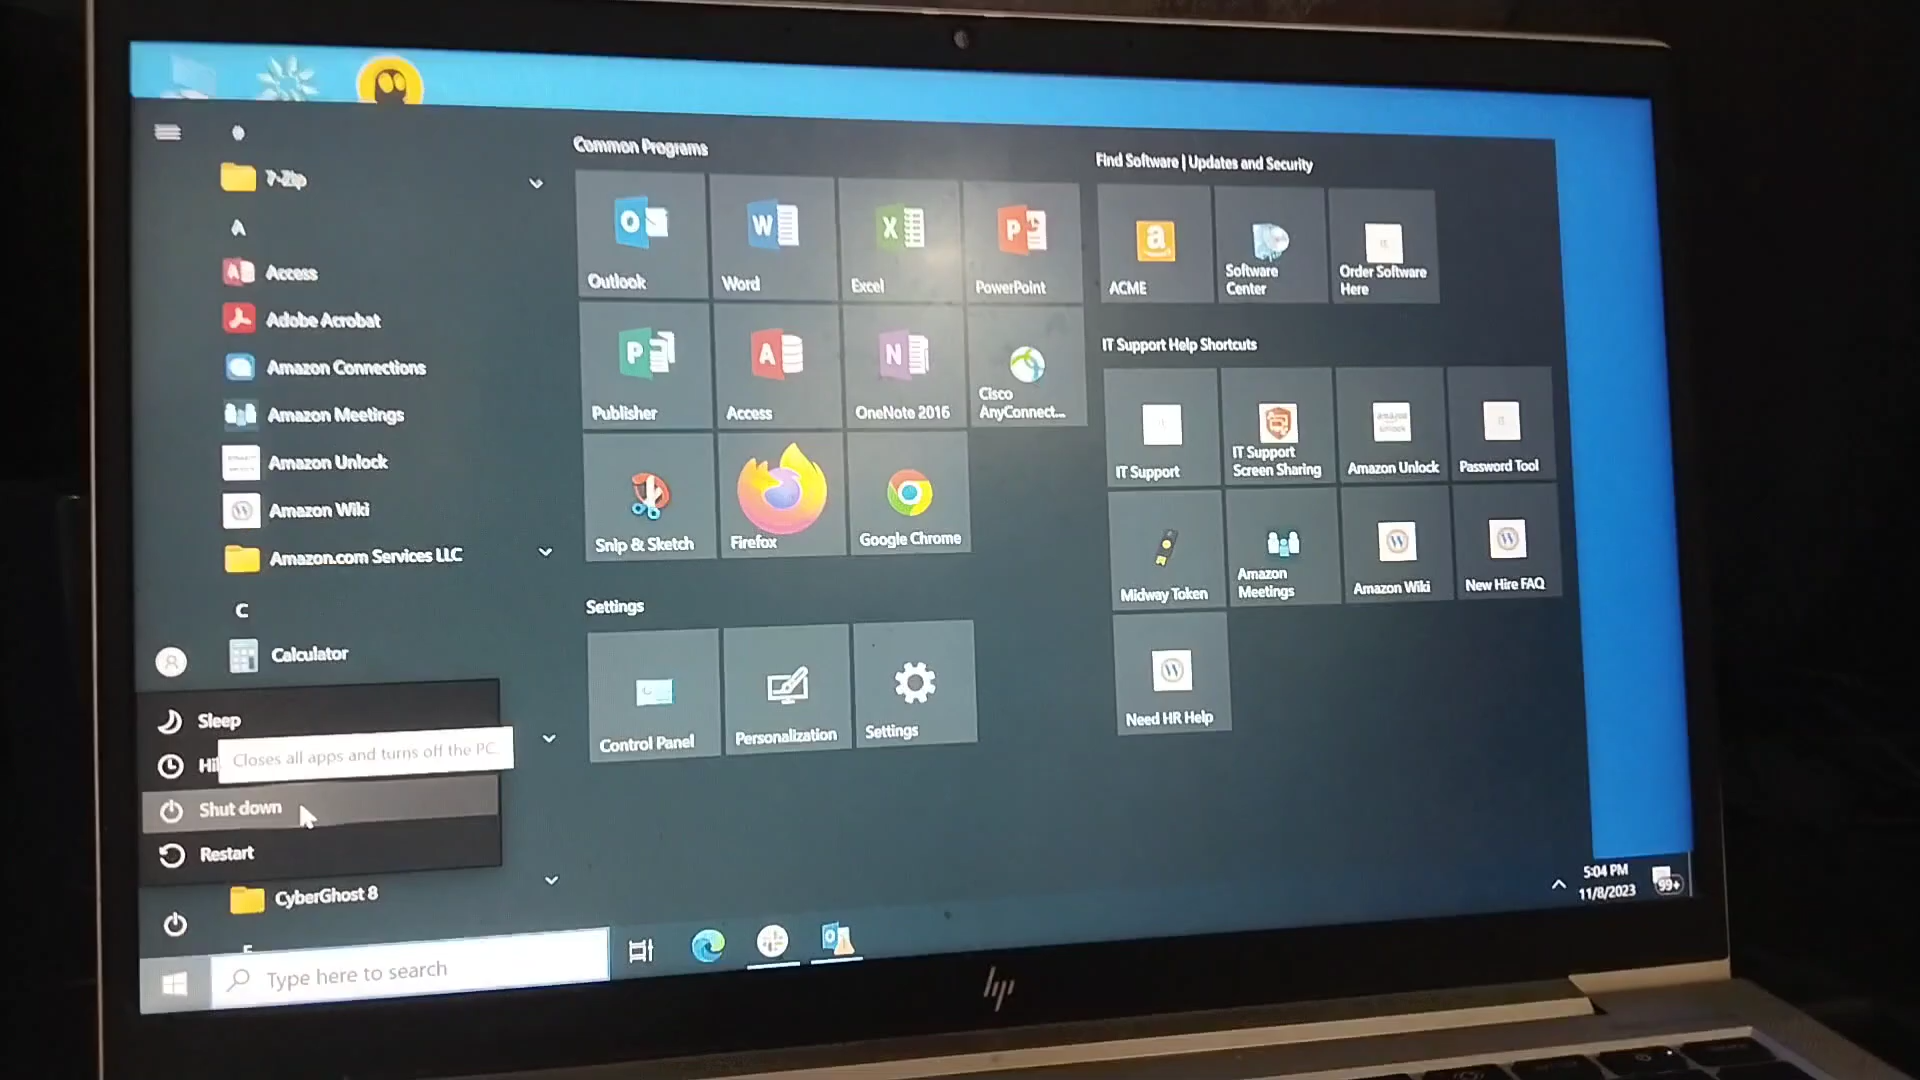 7-Zip
A
Access
Adobe Acrobat
Amazon Connections
Amazon Meetings
Amazon Unlock
Amazon Wiki
Amazon.com Services LLC
C
Calculator
Sleep
Closes all apps and turns off the PC.
Shut down
Restart
CyberGhost 8
Type here to search
Common Programs
Outlook
Word
Excel
PowerPoint
Publisher
Access
OneNote 2016
Cisco
AnyConnect...
Snip & Sketch
Firefox
Google Chrome
Settings
Control Panel
Personalization
Settings
Find Software | Updates and Security
ACME
Software
Center
Order Software
Here
IT Support Help Shortcuts
IT Support
IT Support
Screen Sharing
Amazon Unlock
Password Tool
Midway Token
Amazon
Meetings
Amazon Wiki
New Hire FAQ
Need HR Help
5:04 PM
11/8/2023
99+
hp